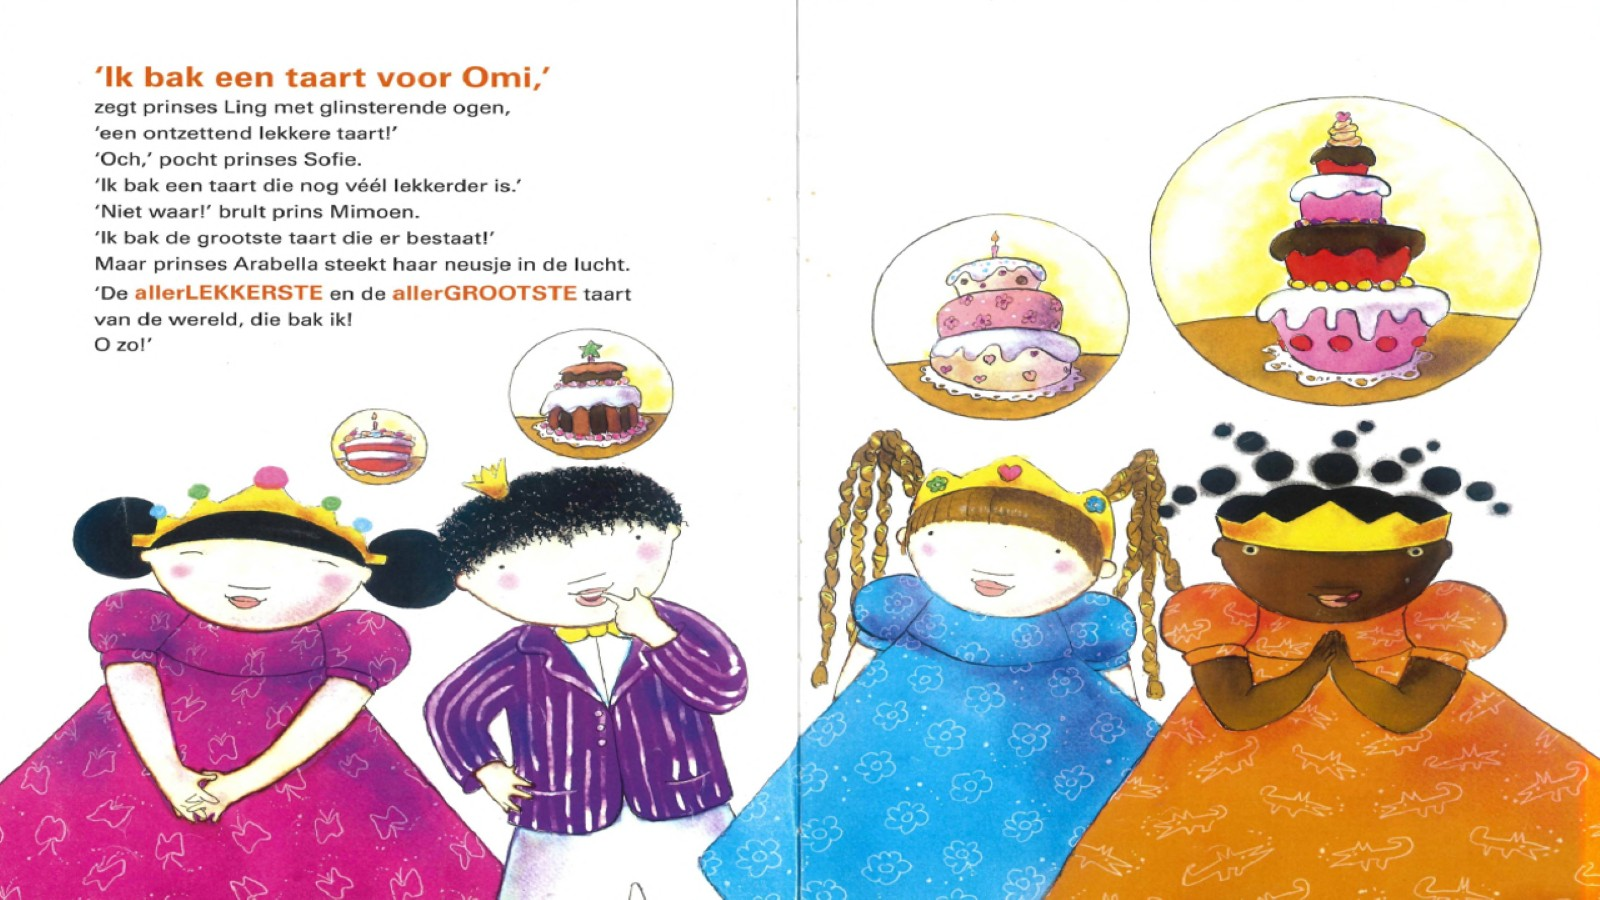 ‘Ik bak een taart voor Omi,’
zegt prinses Ling met glinsterende ogen,
‘een ontzettend lekkere taart!’
‘Och,’ pocht prinses Sofie.
‘Ik bak een taart die nog véél lekkerder is.’
‘Niet waar!’ brult prins Mimoen.
‘Ik bak de grootste taart die er bestaat!’
Maar prinses Arabella steekt haar neusje in de lucht.
‘De allerLEKKERSTE en de allerGROOTSTE taart
van de wereld, die bak ik!
O zo!’